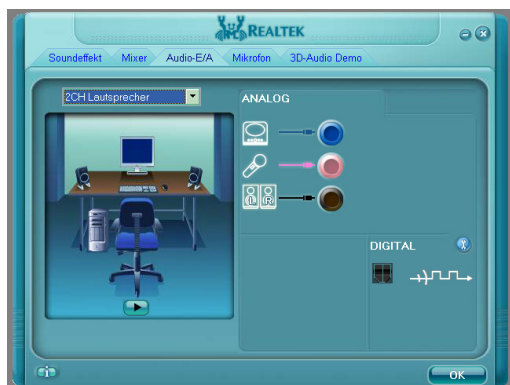 REALTEK
Soundeffekt Mixer Audio-E/A Mikrofon 3D-Audio Demo
2CH Lautsprecher
ANALOG
L R
DIGITAL
i
OK